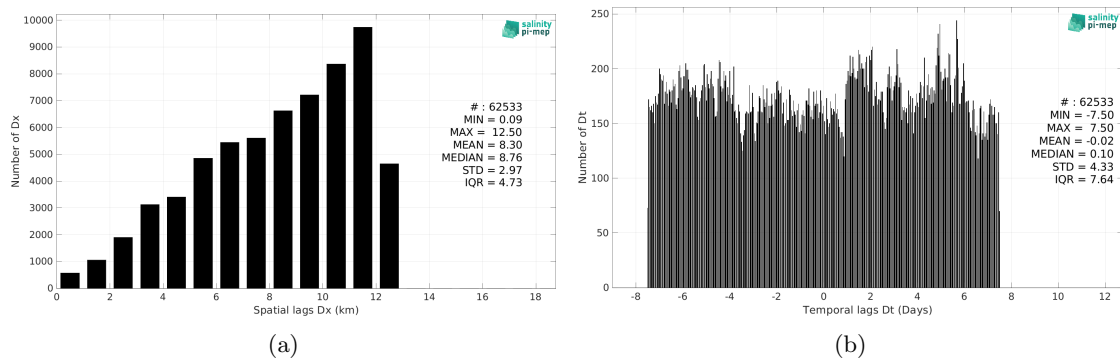 10000
9000
8000
7000
6000
5000
4000
3000
2000
1000
0
Number of Dx
0 2 4 6 8 10 12 14 16 18
Spatial lags Dx (km)
salinity
pi-mep
# : 62533
MIN = 0.09
MAX = 12.50
MEAN = 8.30
MEDIAN = 8.76
STD = 2.97
IQR = 4.73
(a)
250
200
150
100
50
0
Number of Dt
-8 -6 -4 -2 0 2 4 6 8 10 12
Temporal lags Dt (Days)
salinity
pi-mep
# : 62533
MIN = -7.50
MAX = 7.50
MEAN = -0.02
MEDIAN = 0.10
STD = 4.33
IQR = 7.64
(b)